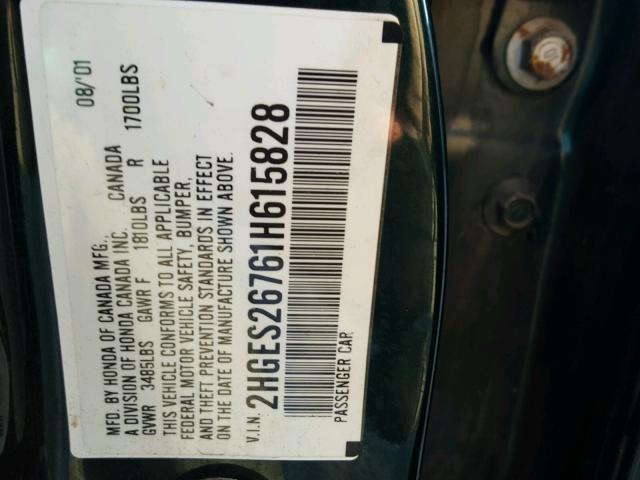 MFD. BY HONDA OF CANADA MFG. 08/'01
A DIVISION OF HONDA CANADA INC. CANADA
GVWR 3485LBS GAWR F 1810LBS R 1700LBS
THIS VEHICLE CONFORMS TO ALL APPLICABLE
FEDERAL MOTOR VEHICLE SAFETY, BUMPER,
AND THEFT PREVENTION STANDARDS IN EFFECT
ON THE DATE OF MANUFACTURE SHOWN ABOVE.
V.I.N. 2HGES26761H615828
PASSENGER CAR